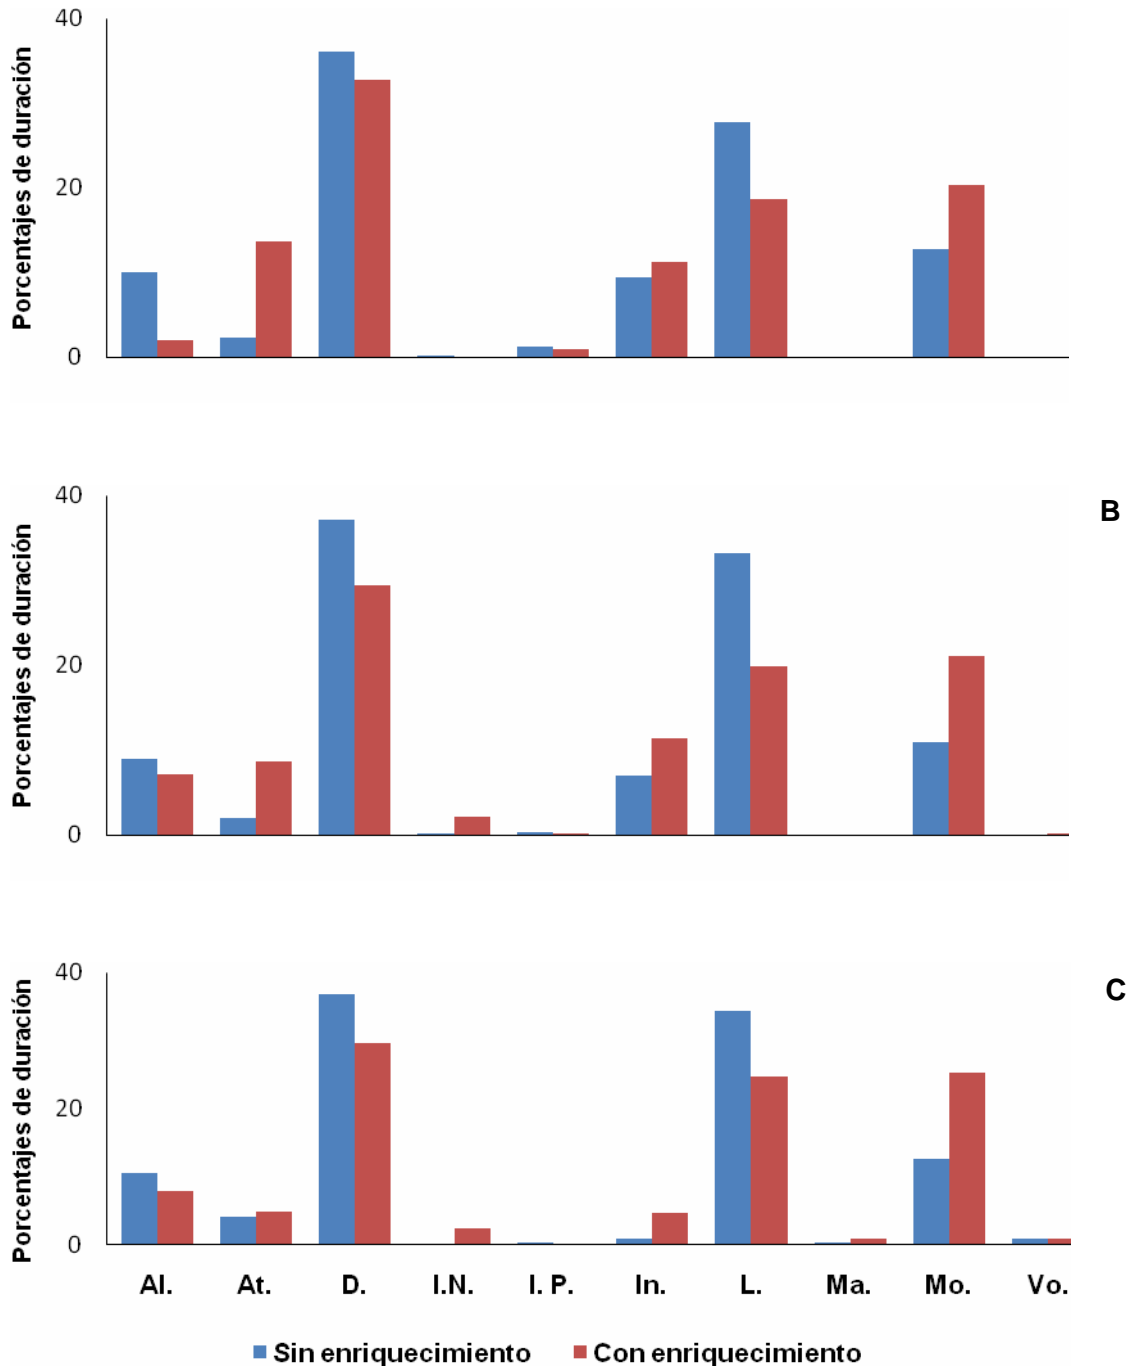 Porcentajes de duración
40
20
0
B
Porcentajes de duración
40
20
0
C
Porcentajes de duración
40
20
0
Al. At. D. I.N. I. P. In. L. Ma. Mo. Vo.
Sin enriquecimiento Con enriquecimiento